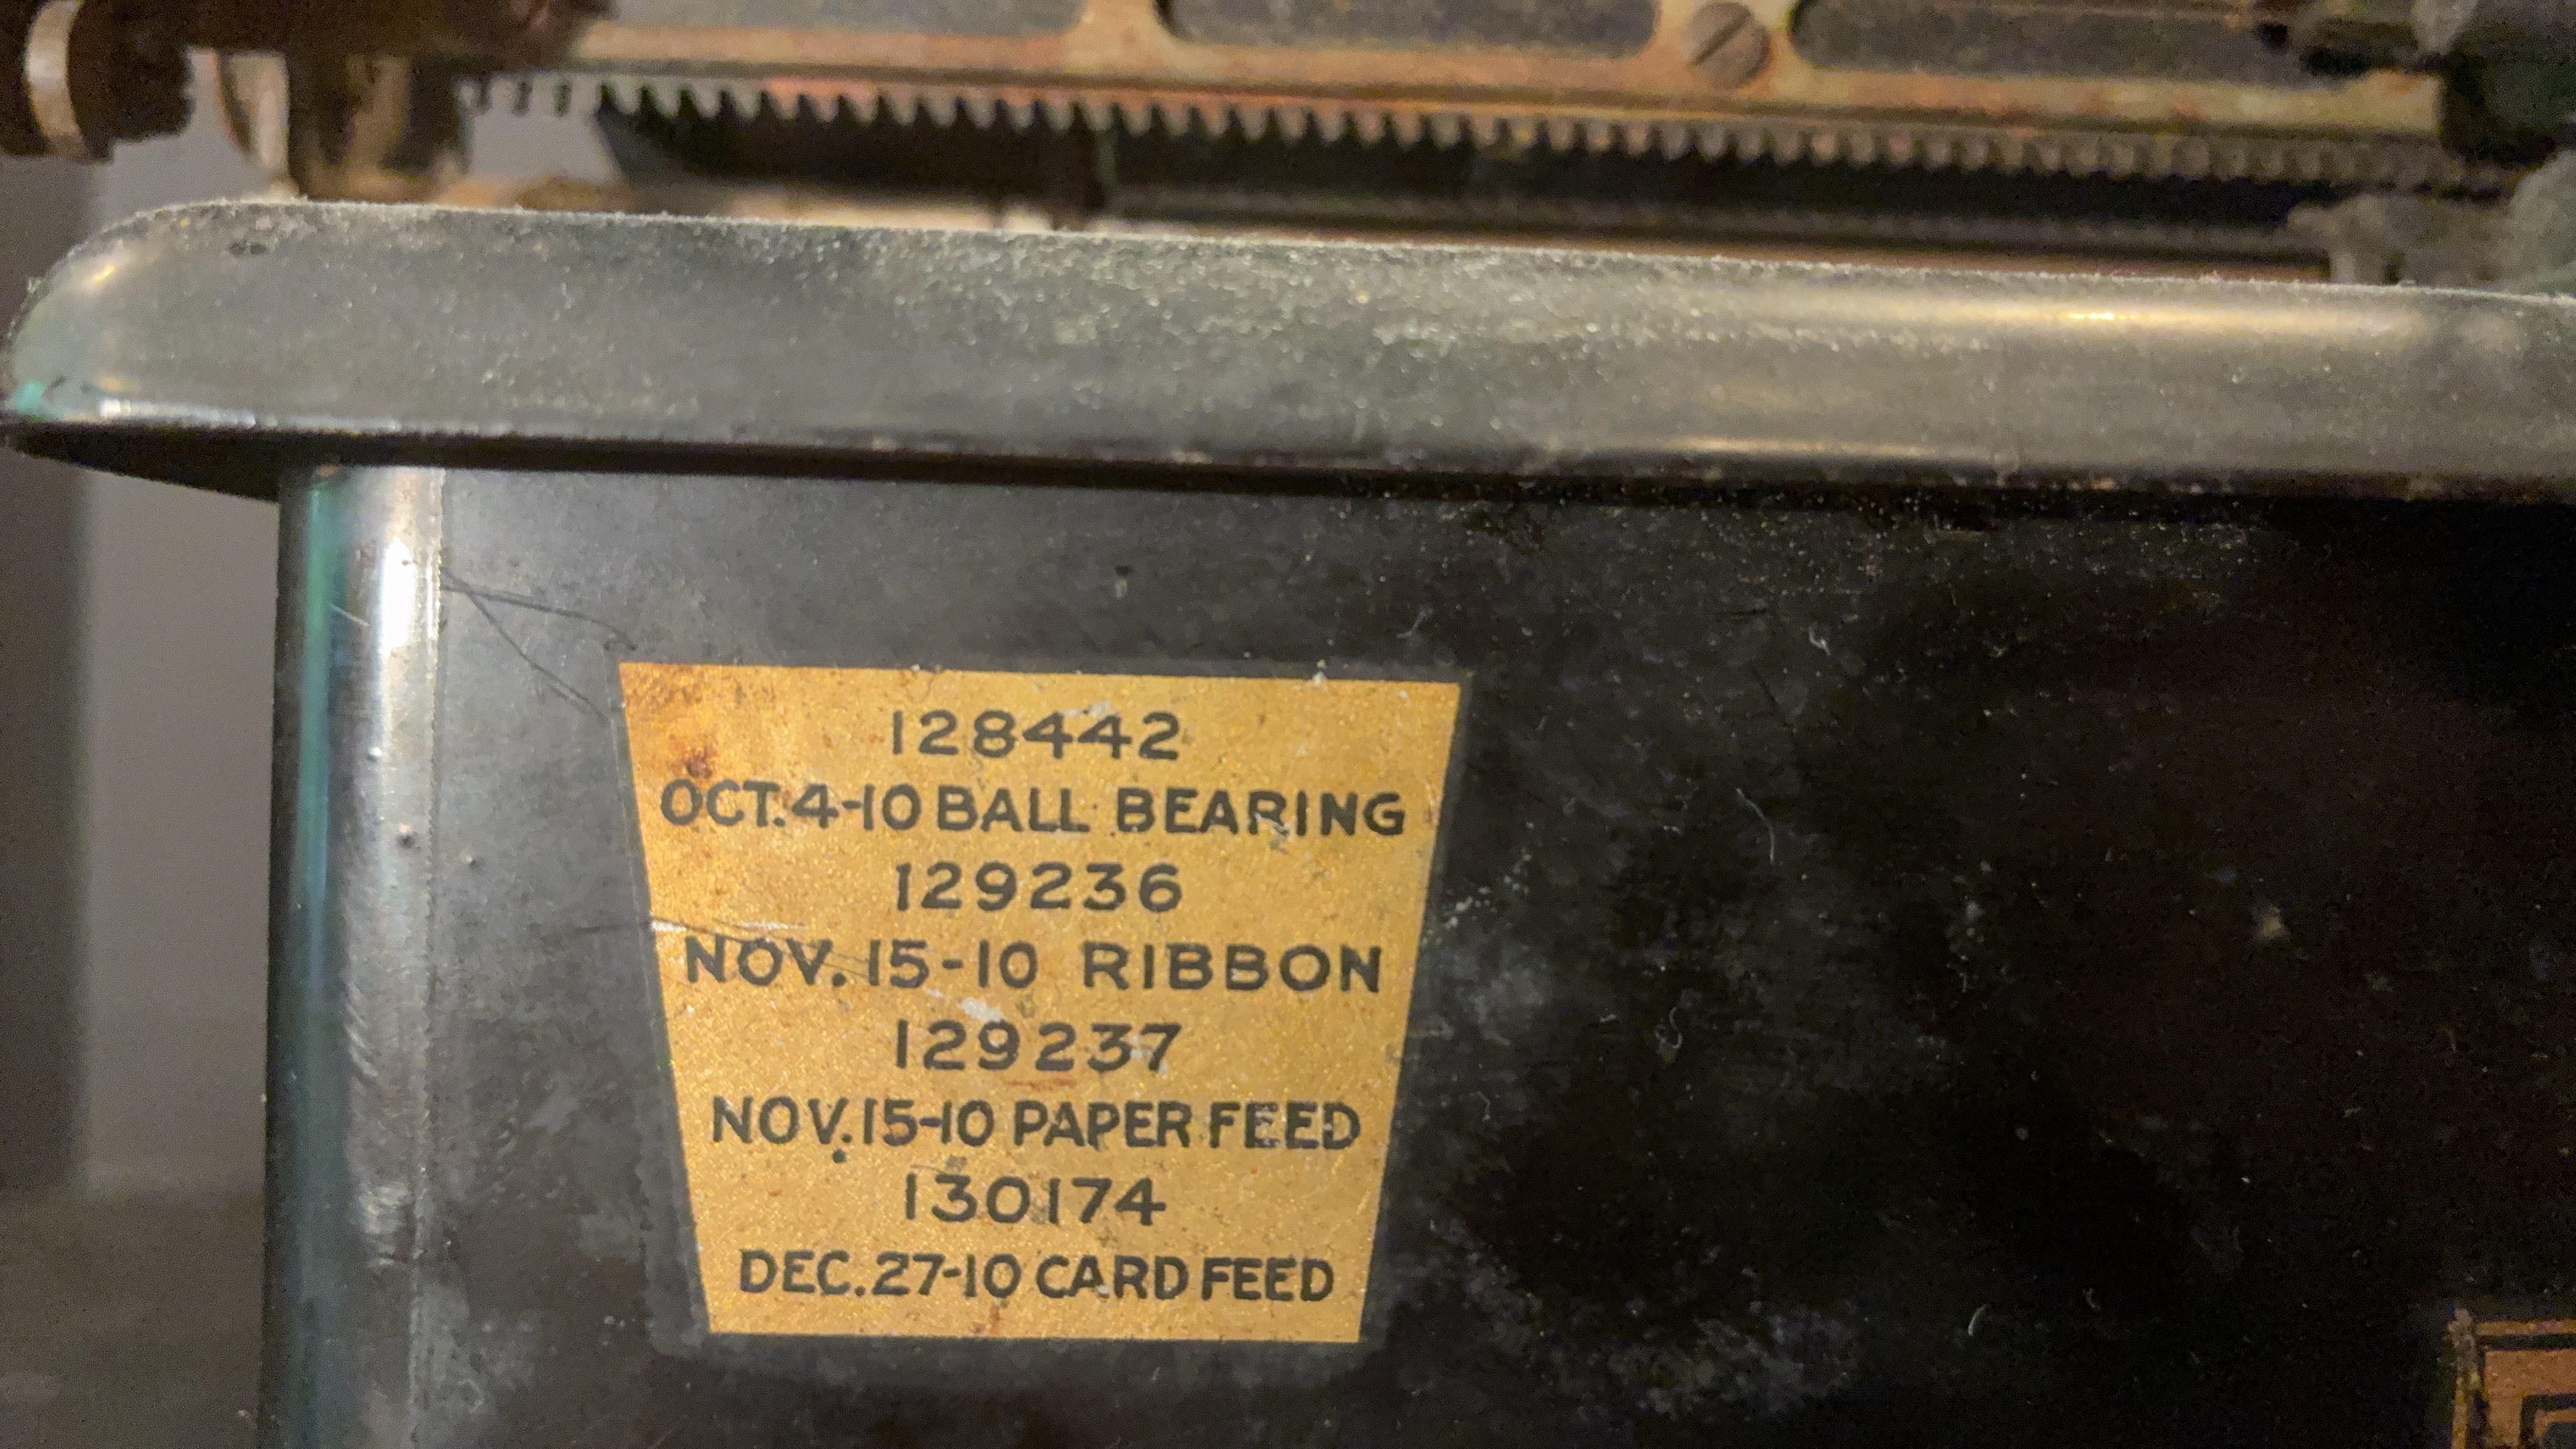 128442
OCT. 4-10 BALL BEARING
129236
NOV. 15-10 RIBBON
129237
NOV. 15-10 PAPER FEED
130174
DEC. 27-10 CARD FEED